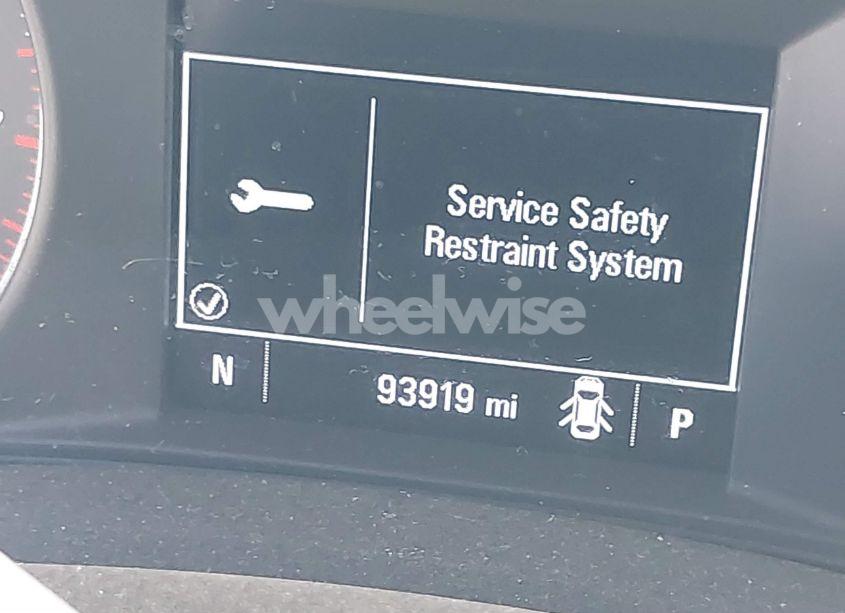 Service Safety
Restraint System
wheelwise
N
93919 mi
P